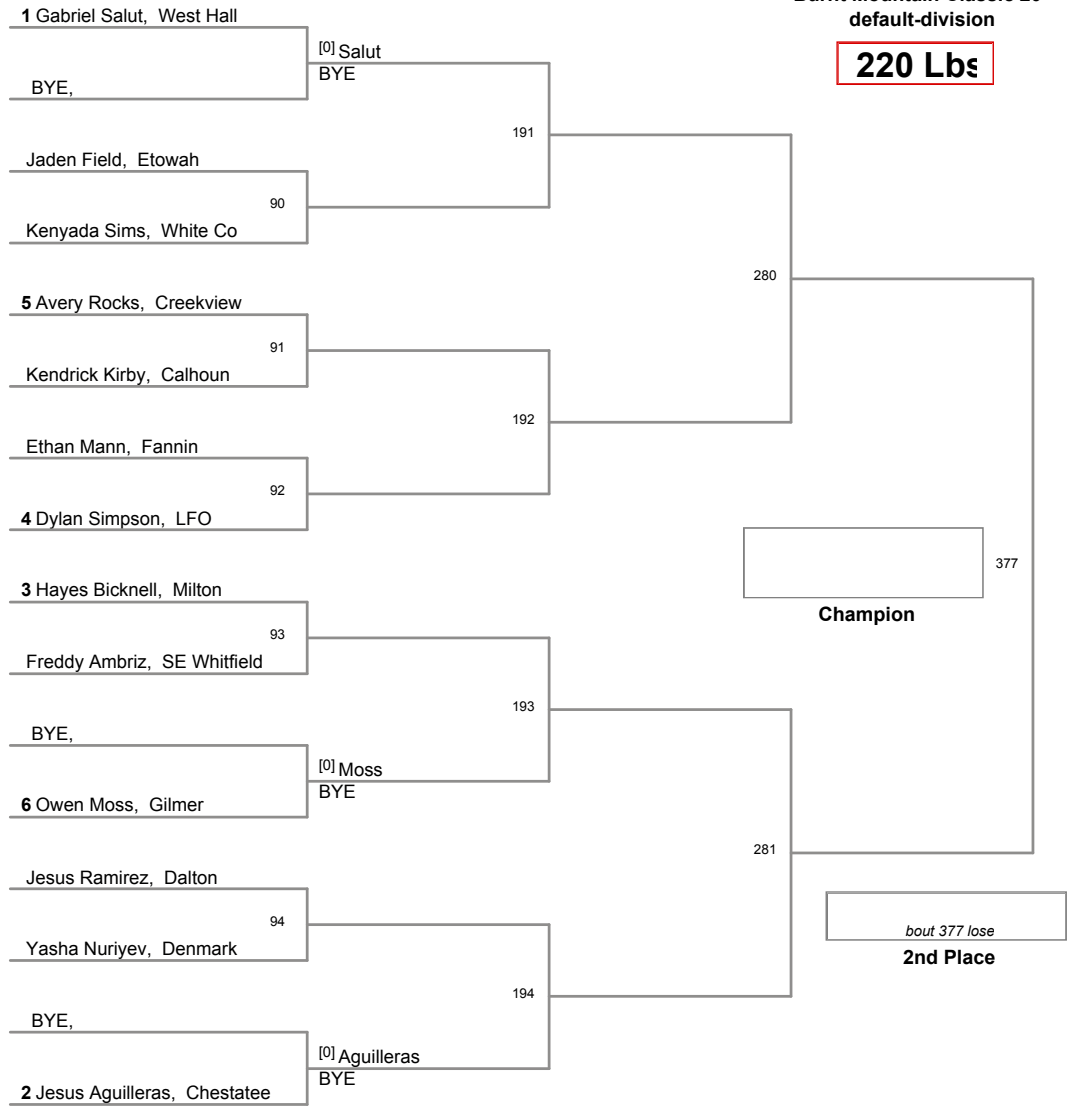 default-division
220 Lbs
1 Gabriel Salut, West Hall
BYE,
[0] Salut
BYE
191
Jaden Field, Etowah
90
Kenyada Sims, White Co
280
5 Avery Rocks, Creekview
91
Kendrick Kirby, Calhoun
192
Ethan Mann, Fannin
92
4 Dylan Simpson, LFO
377
Champion
3 Hayes Bicknell, Milton
93
Freddy Ambriz, SE Whitfield
193
BYE,
[0] Moss
BYE
6 Owen Moss, Gilmer
281
Jesus Ramirez, Dalton
94
Yasha Nuriyev, Denmark
bout 377 lose
2nd Place
194
BYE,
[0] Aguilleras
BYE
2 Jesus Aguilleras, Chestatee